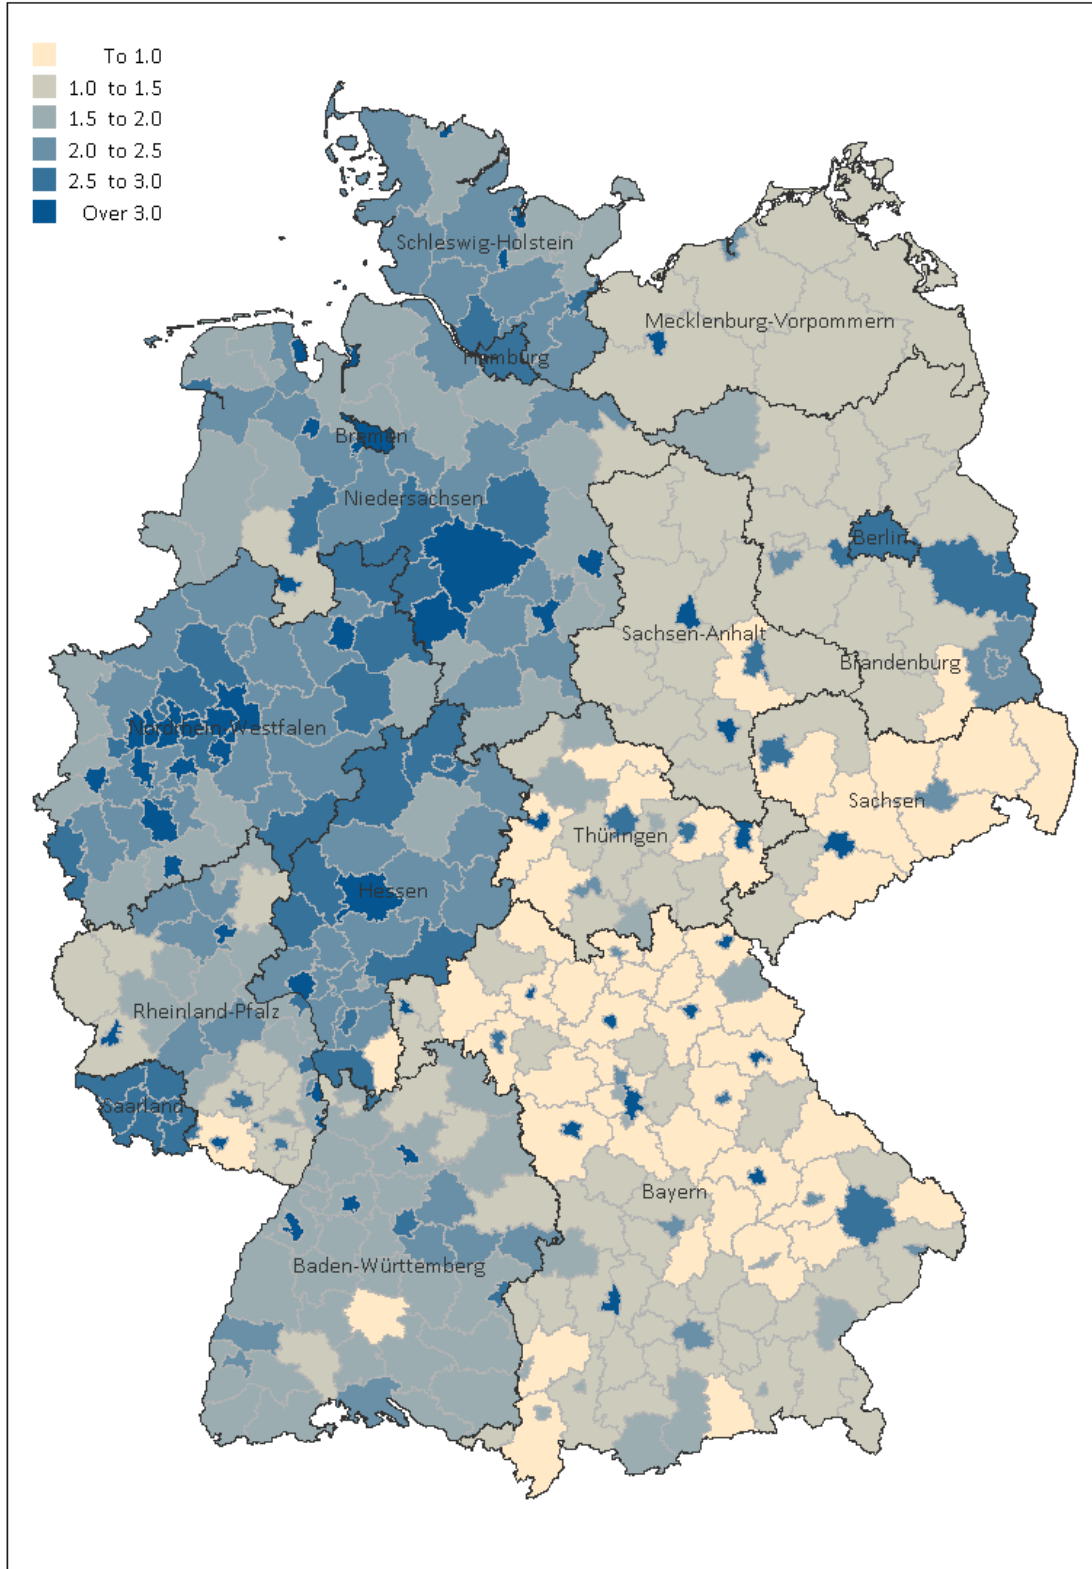 To 1.0
1.0 to 1.5
1.5 to 2.0
2.0 to 2.5
2.5 to 3.0
Over 3.0
Schleswig-Holstein
Mecklenburg-Vorpommern
Hamburg
Bremen
Niedersachsen
Berlin
Sachsen-Anhalt
Brandenburg
Nordrhein-Westfalen
Sachsen
Thüringen
Hessen
Rheinland-Pfalz
Saarland
Bayern
Baden-Württemberg